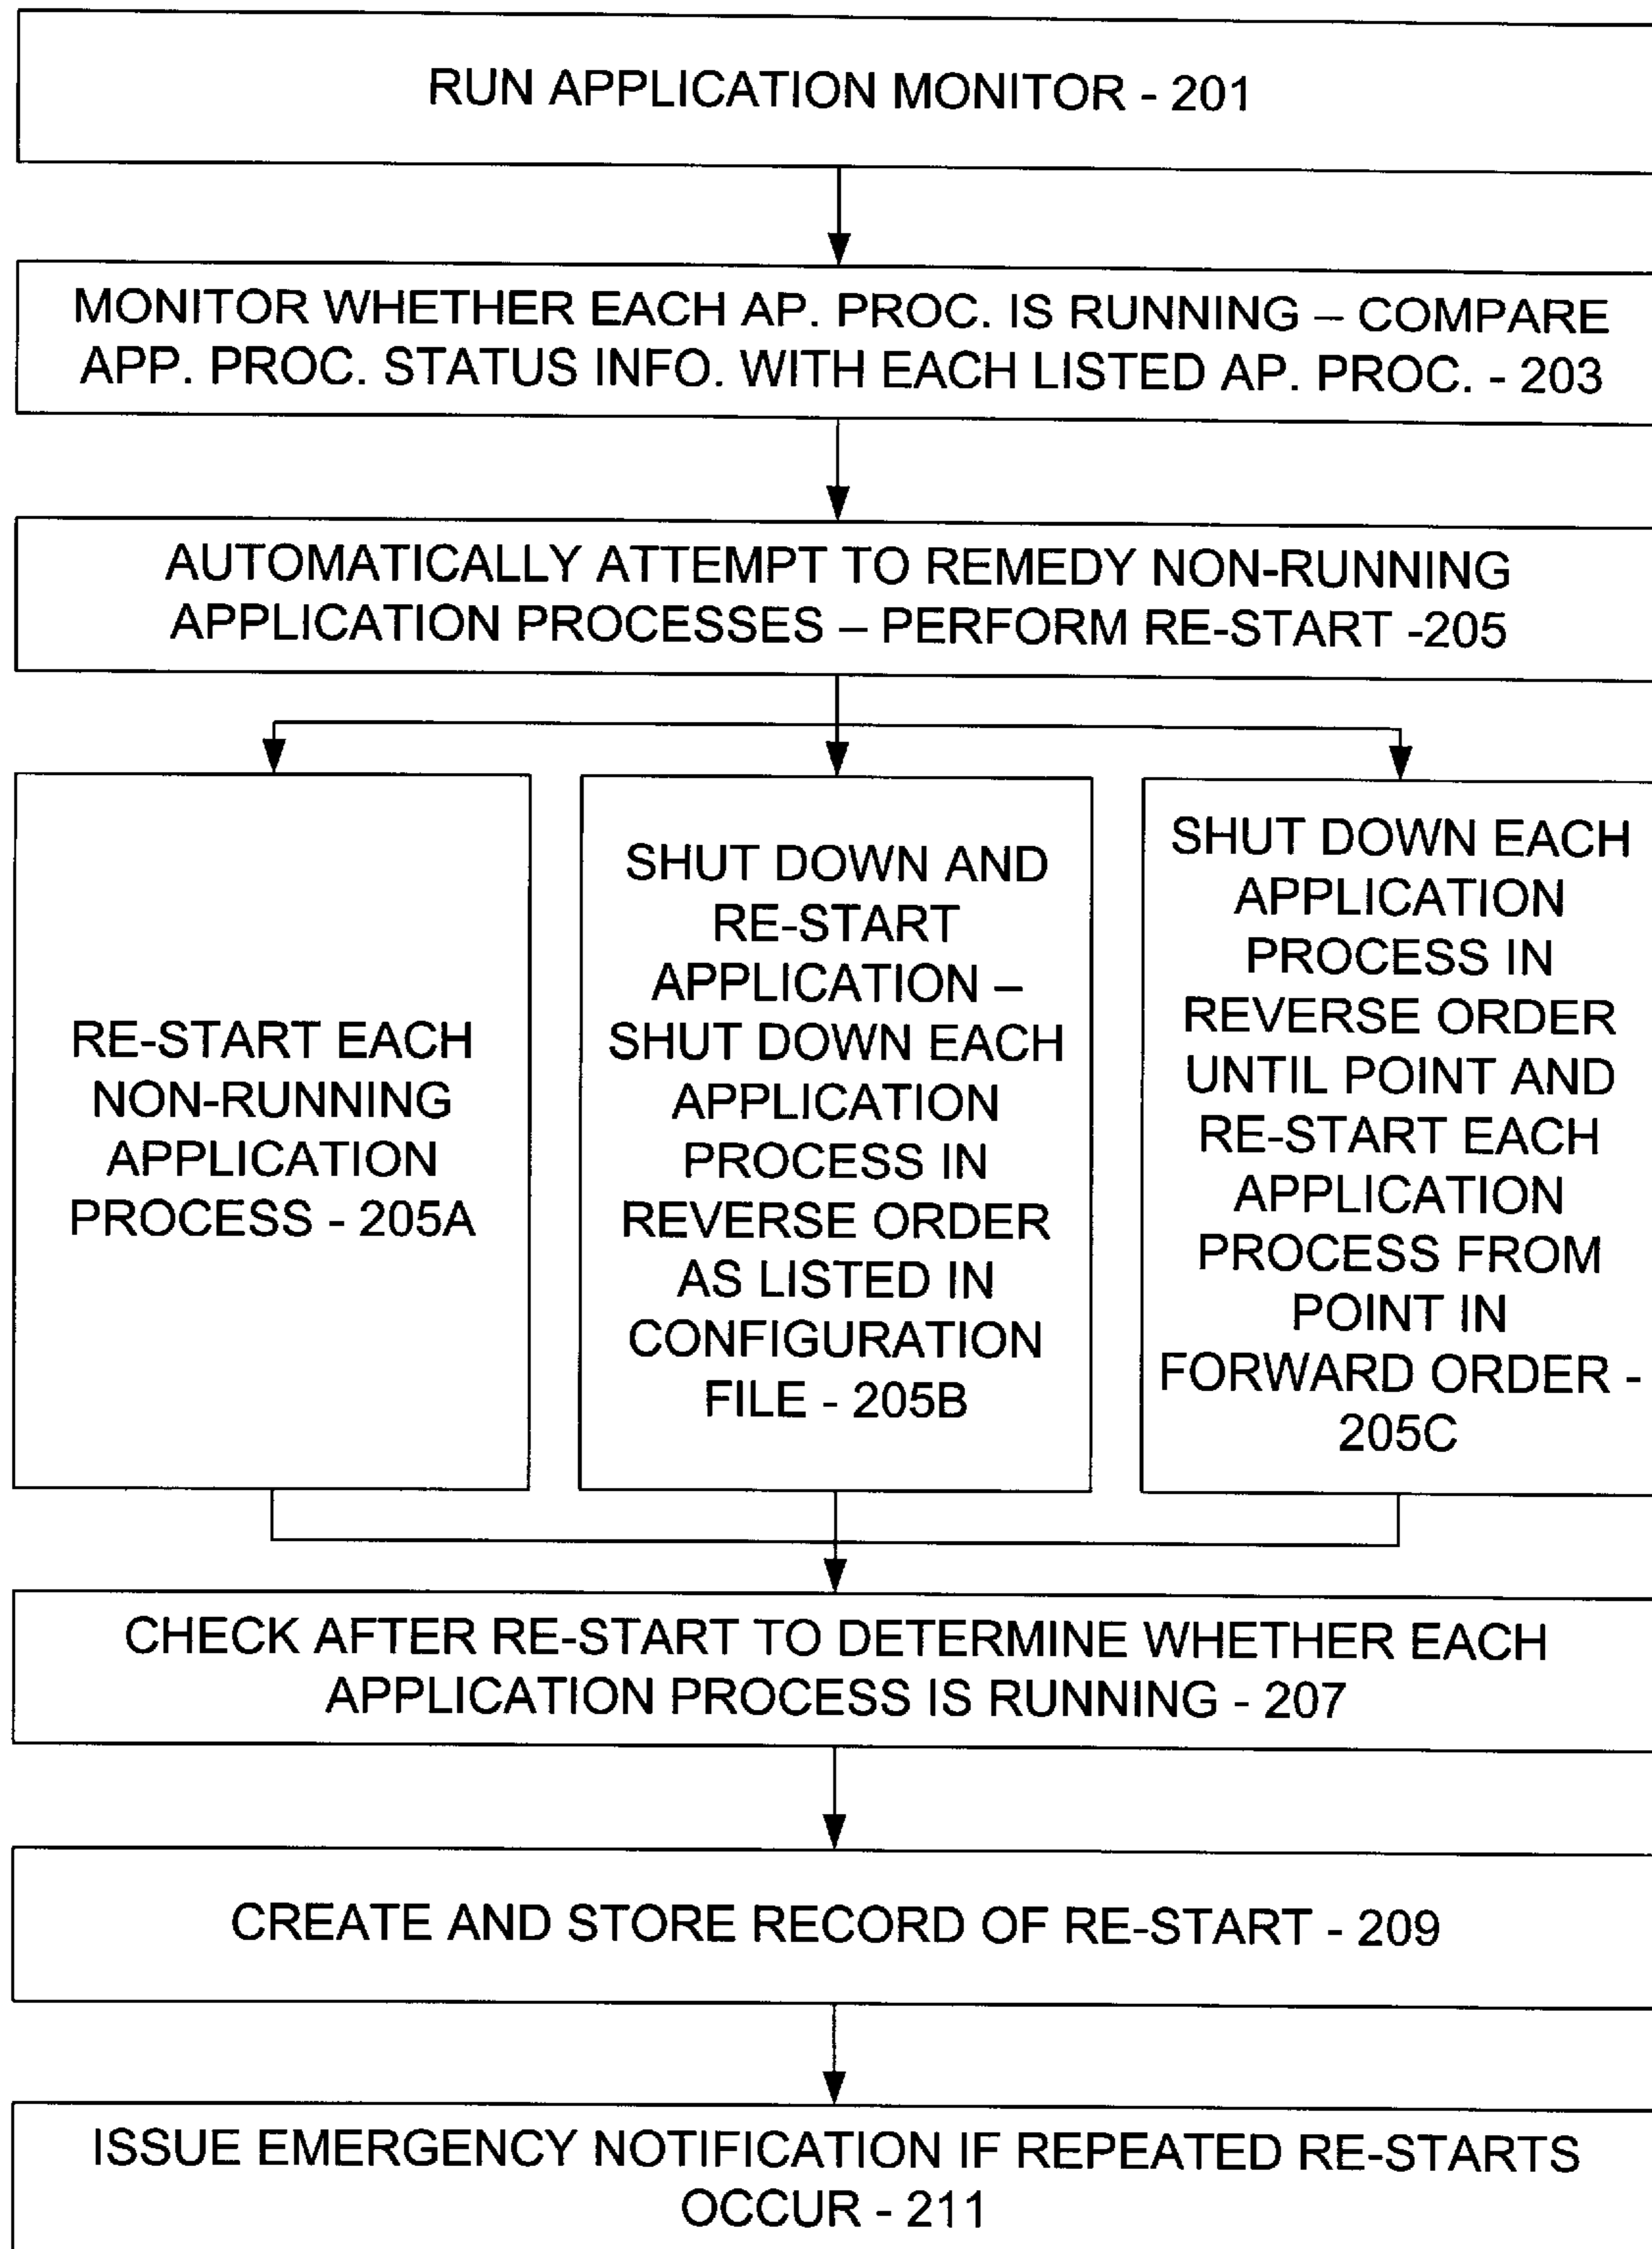 RUN APPLICATION MONITOR - 201
MONITOR WHETHER EACH AP. PROC. IS RUNNING – COMPARE
APP. PROC. STATUS INFO. WITH EACH LISTED AP. PROC. - 203
AUTOMATICALLY ATTEMPT TO REMEDY NON-RUNNING
APPLICATION PROCESSES – PERFORM RE-START -205
RE-START EACH
NON-RUNNING
APPLICATION
PROCESS - 205A
SHUT DOWN AND
RE-START
APPLICATION –
SHUT DOWN EACH
APPLICATION
PROCESS IN
REVERSE ORDER
AS LISTED IN
CONFIGURATION
FILE - 205B
SHUT DOWN EACH
APPLICATION
PROCESS IN
REVERSE ORDER
UNTIL POINT AND
RE-START EACH
APPLICATION
PROCESS FROM
POINT IN
FORWARD ORDER -
205C
CHECK AFTER RE-START TO DETERMINE WHETHER EACH
APPLICATION PROCESS IS RUNNING - 207
CREATE AND STORE RECORD OF RE-START - 209
ISSUE EMERGENCY NOTIFICATION IF REPEATED RE-STARTS
OCCUR - 211